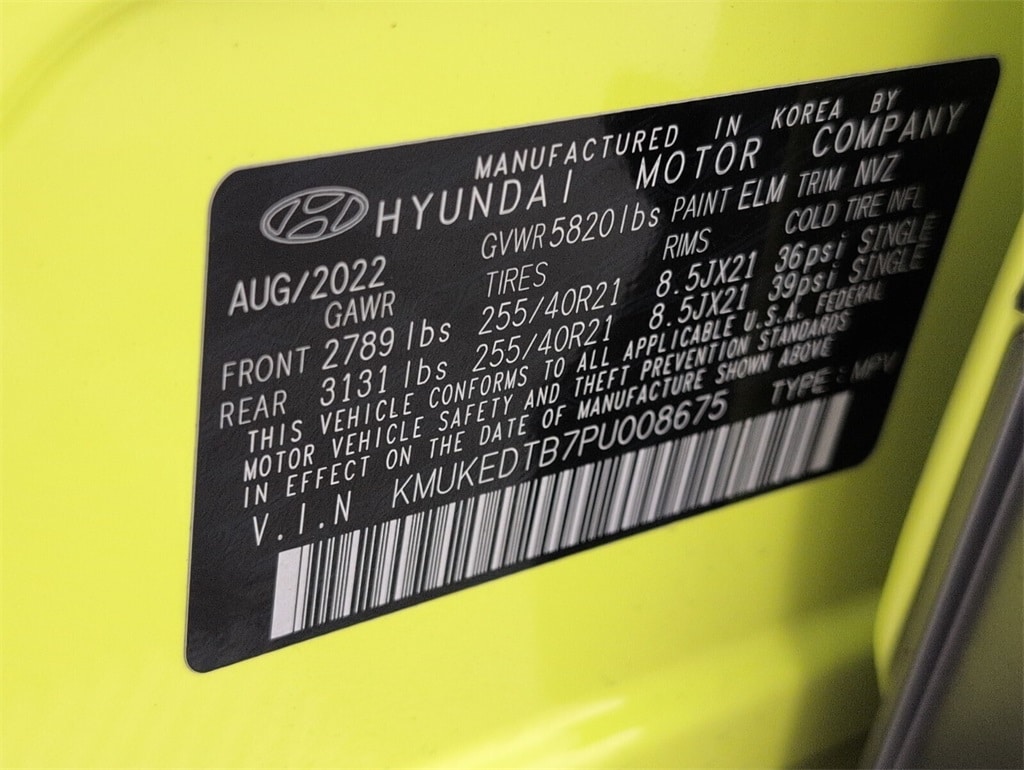 MANUFACTURED IN KOREA BY
HYUNDAI MOTOR COMPANY
AUG/2022 GVWR 5820 lbs PAINT ELM TRIM NVZ
GAWR TIRES RIMS COLD TIRE INFL
FRONT 2789 lbs 255/40R21 8.5JX21 36psi SINGLE
REAR 3131 lbs 255/40R21 8.5JX21 39psi SINGLE
THIS VEHICLE CONFORMS TO ALL APPLICABLE U.S.A. FEDERAL
MOTOR VEHICLE SAFETY AND THEFT PREVENTION STANDARDS
IN EFFECT ON THE DATE OF MANUFACTURE SHOWN ABOVE
V.I.N KMUKEDTB7PU008675 TYPE: MPV